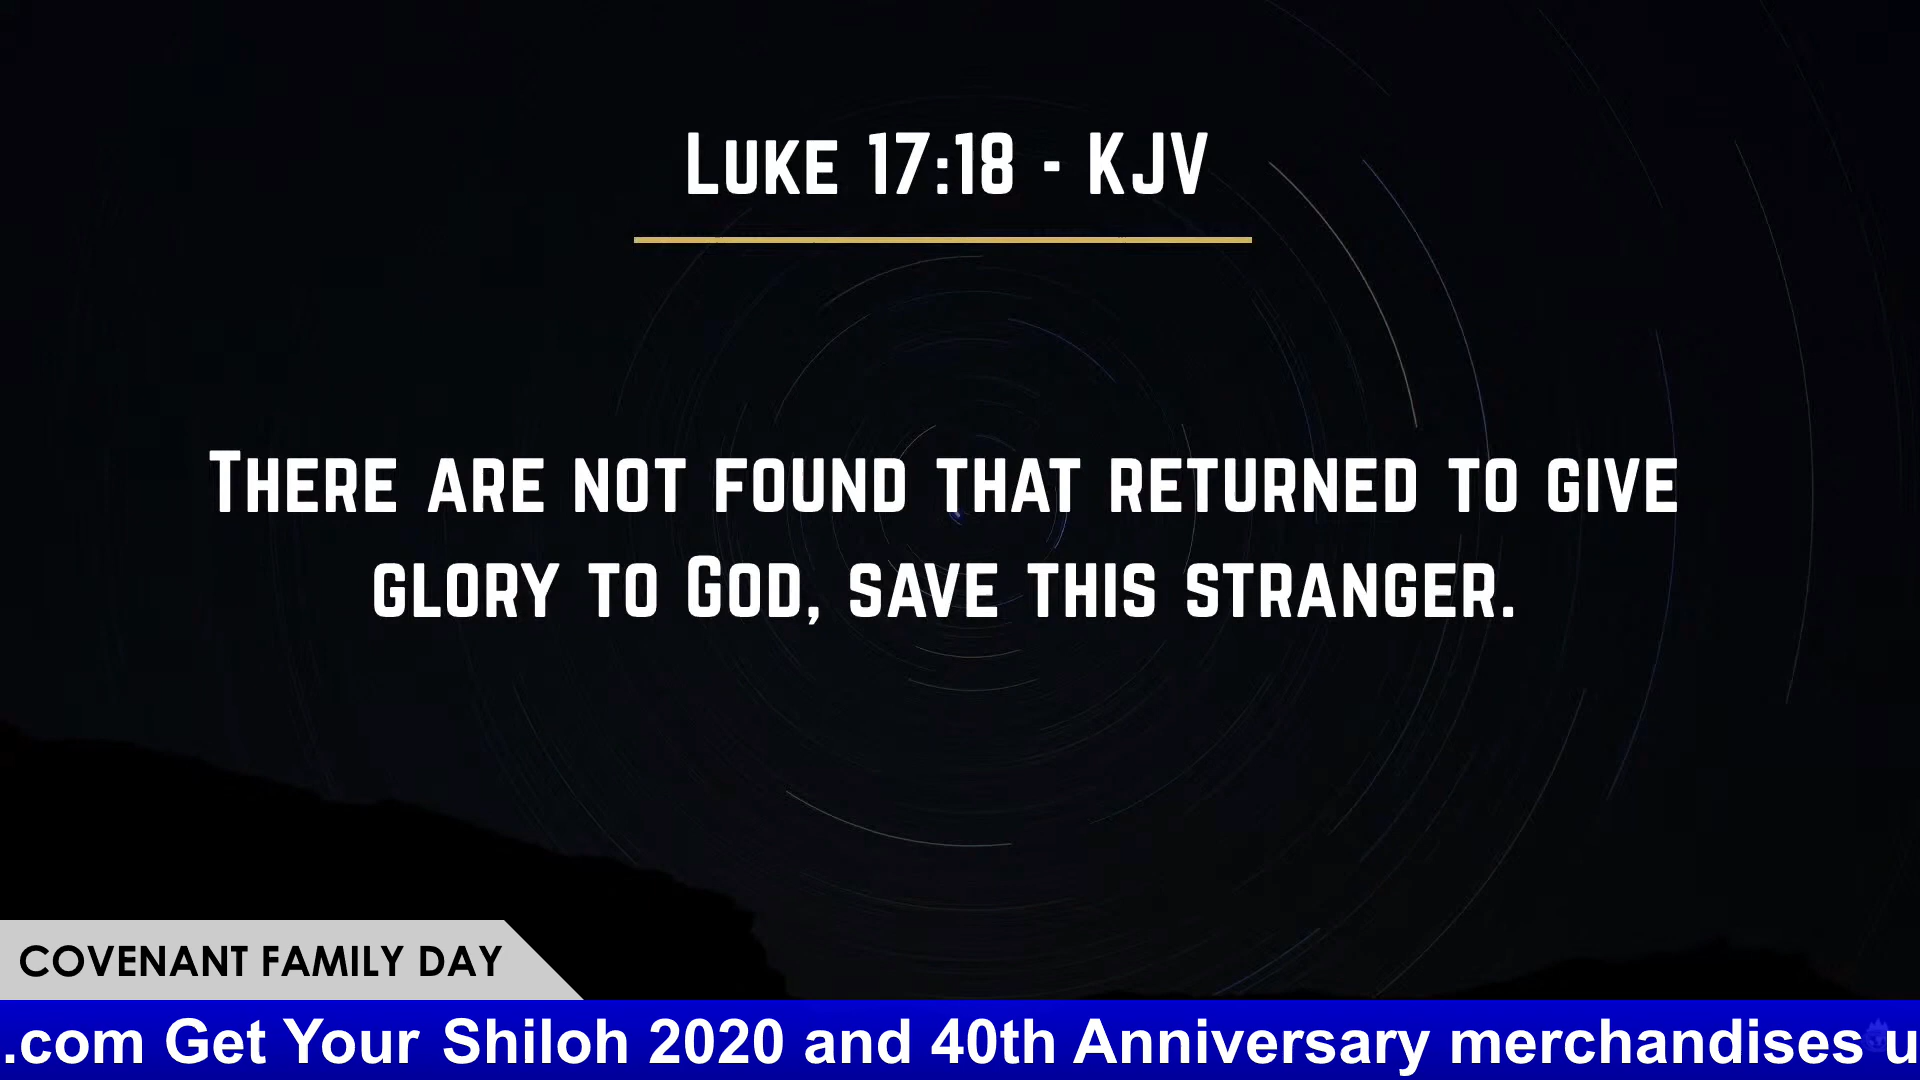 Luke 17:18 - KJV
There are not found that returned to give
glory to God, save this stranger.
COVENANT FAMILY DAY
.com Get Your Shiloh 2020 and 40th Anniversary merchandises u